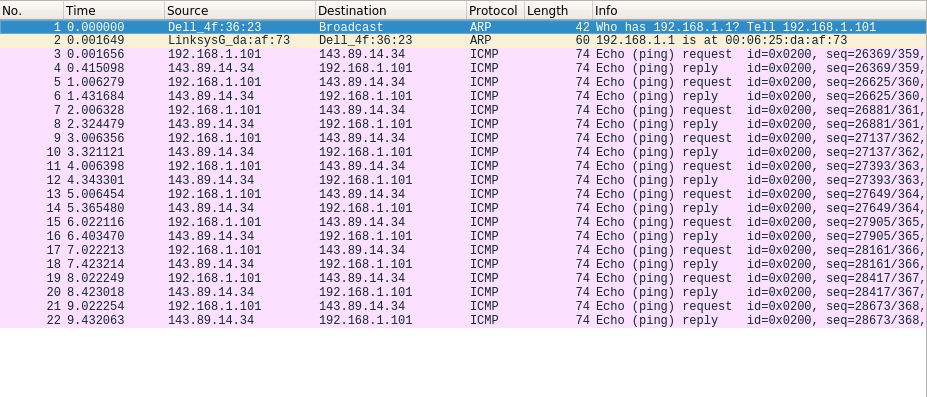 No. Time Source Destination Protocol Length Info
1 0.000000 Dell_4f:36:23 Broadcast ARP 42 Who has 192.168.1.1? Tell 192.168.1.101
2 0.001649 LinksysG_da:af:73 Dell_4f:36:23 ARP 60 192.168.1.1 is at 00:06:25:da:af:73
3 0.001656 192.168.1.101 143.89.14.34 ICMP 74 Echo (ping) request id=0x0200, seq=26369/359,
4 0.415098 143.89.14.34 192.168.1.101 ICMP 74 Echo (ping) reply id=0x0200, seq=26369/359,
5 1.006279 192.168.1.101 143.89.14.34 ICMP 74 Echo (ping) request id=0x0200, seq=26625/360,
6 1.431684 143.89.14.34 192.168.1.101 ICMP 74 Echo (ping) reply id=0x0200, seq=26625/360,
7 2.006328 192.168.1.101 143.89.14.34 ICMP 74 Echo (ping) request id=0x0200, seq=26881/361,
8 2.324479 143.89.14.34 192.168.1.101 ICMP 74 Echo (ping) reply id=0x0200, seq=26881/361,
9 3.006356 192.168.1.101 143.89.14.34 ICMP 74 Echo (ping) request id=0x0200, seq=27137/362,
10 3.321121 143.89.14.34 192.168.1.101 ICMP 74 Echo (ping) reply id=0x0200, seq=27137/362,
11 4.006398 192.168.1.101 143.89.14.34 ICMP 74 Echo (ping) request id=0x0200, seq=27393/363,
12 4.343301 143.89.14.34 192.168.1.101 ICMP 74 Echo (ping) reply id=0x0200, seq=27393/363,
13 5.006454 192.168.1.101 143.89.14.34 ICMP 74 Echo (ping) request id=0x0200, seq=27649/364,
14 5.365480 143.89.14.34 192.168.1.101 ICMP 74 Echo (ping) reply id=0x0200, seq=27649/364,
15 6.022116 192.168.1.101 143.89.14.34 ICMP 74 Echo (ping) request id=0x0200, seq=27905/365,
16 6.403470 143.89.14.34 192.168.1.101 ICMP 74 Echo (ping) reply id=0x0200, seq=27905/365,
17 7.022213 192.168.1.101 143.89.14.34 ICMP 74 Echo (ping) request id=0x0200, seq=28161/366,
18 7.423214 143.89.14.34 192.168.1.101 ICMP 74 Echo (ping) reply id=0x0200, seq=28161/366,
19 8.022249 192.168.1.101 143.89.14.34 ICMP 74 Echo (ping) request id=0x0200, seq=28417/367,
20 8.423018 143.89.14.34 192.168.1.101 ICMP 74 Echo (ping) reply id=0x0200, seq=28417/367,
21 9.022254 192.168.1.101 143.89.14.34 ICMP 74 Echo (ping) request id=0x0200, seq=28673/368,
22 9.432063 143.89.14.34 192.168.1.101 ICMP 74 Echo (ping) reply id=0x0200, seq=28673/368,